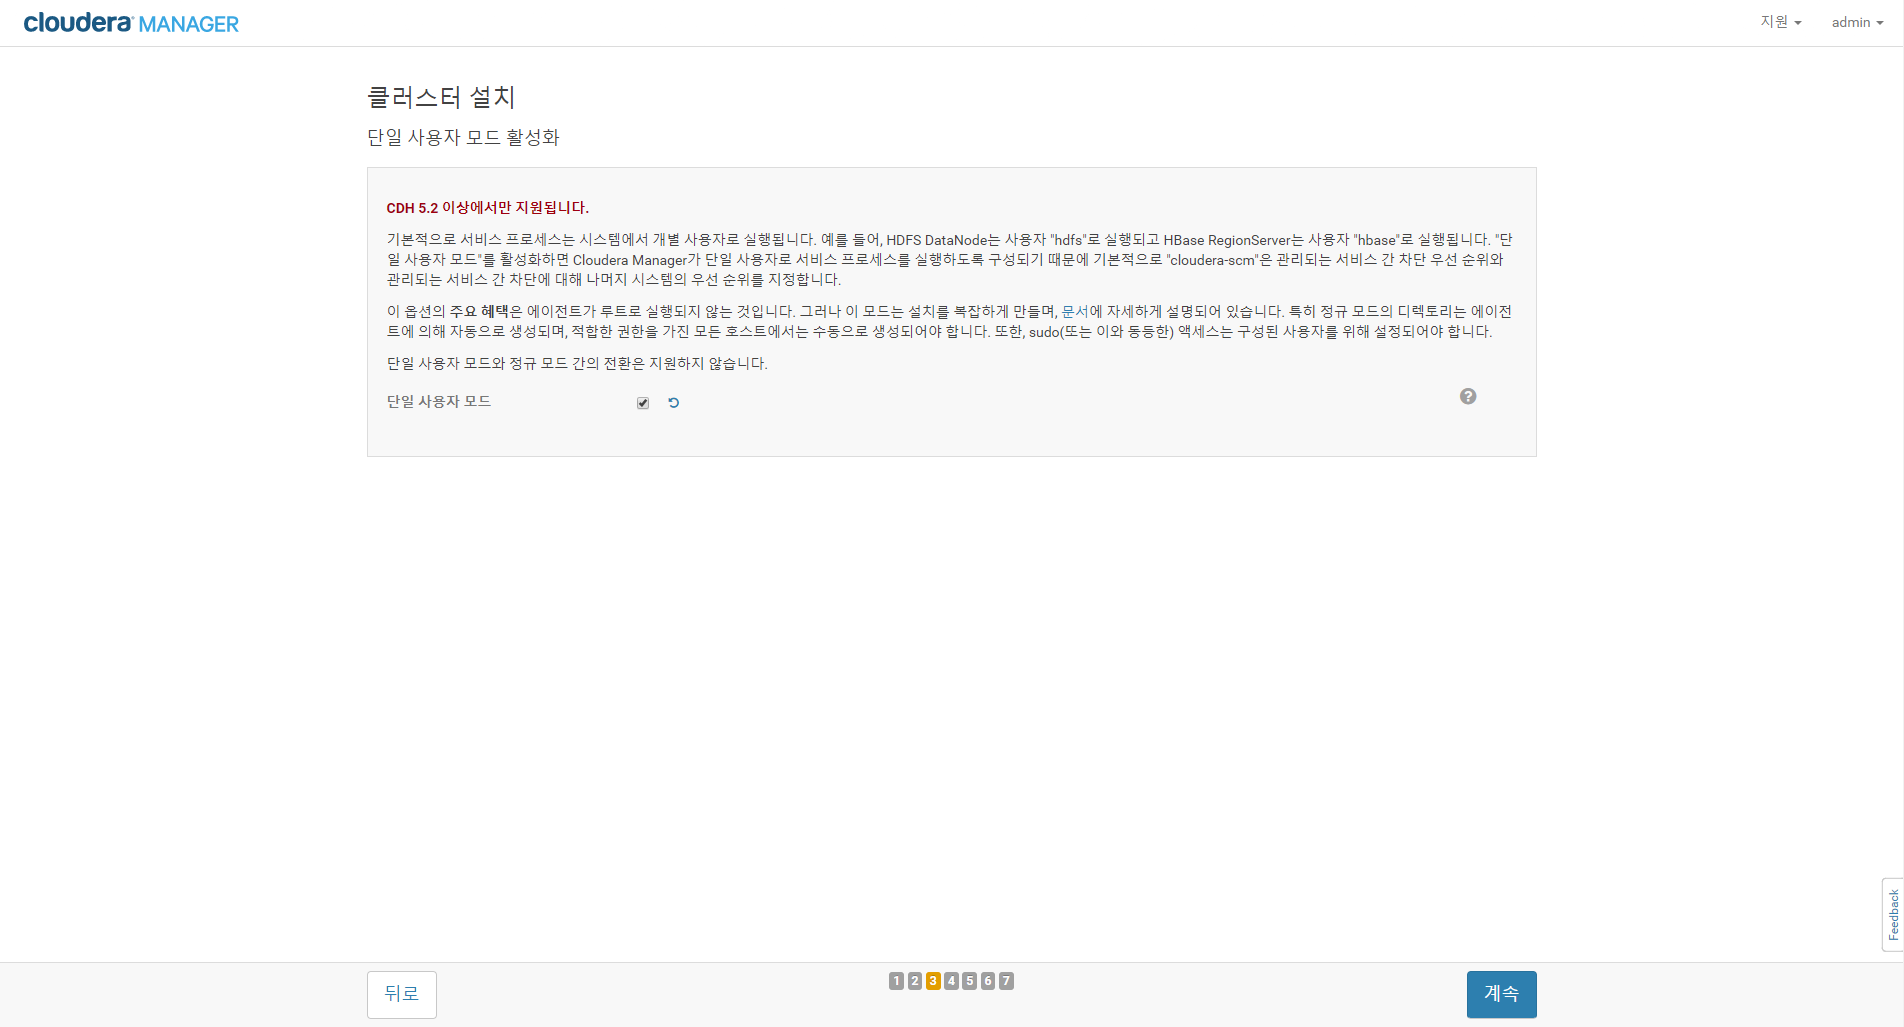 cloudera MANAGER
지원
admin
클러스터 설치
단일 사용자 모드 활성화
CDH 5.2 이상에서만 지원됩니다.
기본적으로 서비스 프로세스는 시스템에서 개별 사용자로 실행됩니다. 예를 들어, HDFS DataNode는 사용자 "hdfs"로 실행되고 HBase RegionServer는 사용자 "hbase"로 실행됩니다. "단
일 사용자 모드"를 활성화하면 Cloudera Manager가 단일 사용자로 서비스 프로세스를 실행하도록 구성되기 때문에 기본적으로 "cloudera-scm"은 관리되는 서비스 간 차단 우선 순위와
관리되는 서비스 간 차단에 대해 나머지 시스템의 우선 순위를 지정합니다.
이 옵션의 주요 혜택은 에이전트가 루트로 실행되지 않는 것입니다. 그러나 이 모드는 설치를 복잡하게 만들며, 문서에 자세하게 설명되어 있습니다. 특히 정규 모드의 디렉토리는 에이전
트에 의해 자동으로 생성되며, 적합한 권한을 가진 모든 호스트에서는 수동으로 생성되어야 합니다. 또한, sudo(또는 이와 동등한) 액세스는 구성된 사용자를 위해 설정되어야 합니다.
단일 사용자 모드와 정규 모드 간의 전환은 지원하지 않습니다.
단일 사용자 모드
?
Feedback
뒤로
1 2 3 4 5 6 7
계속